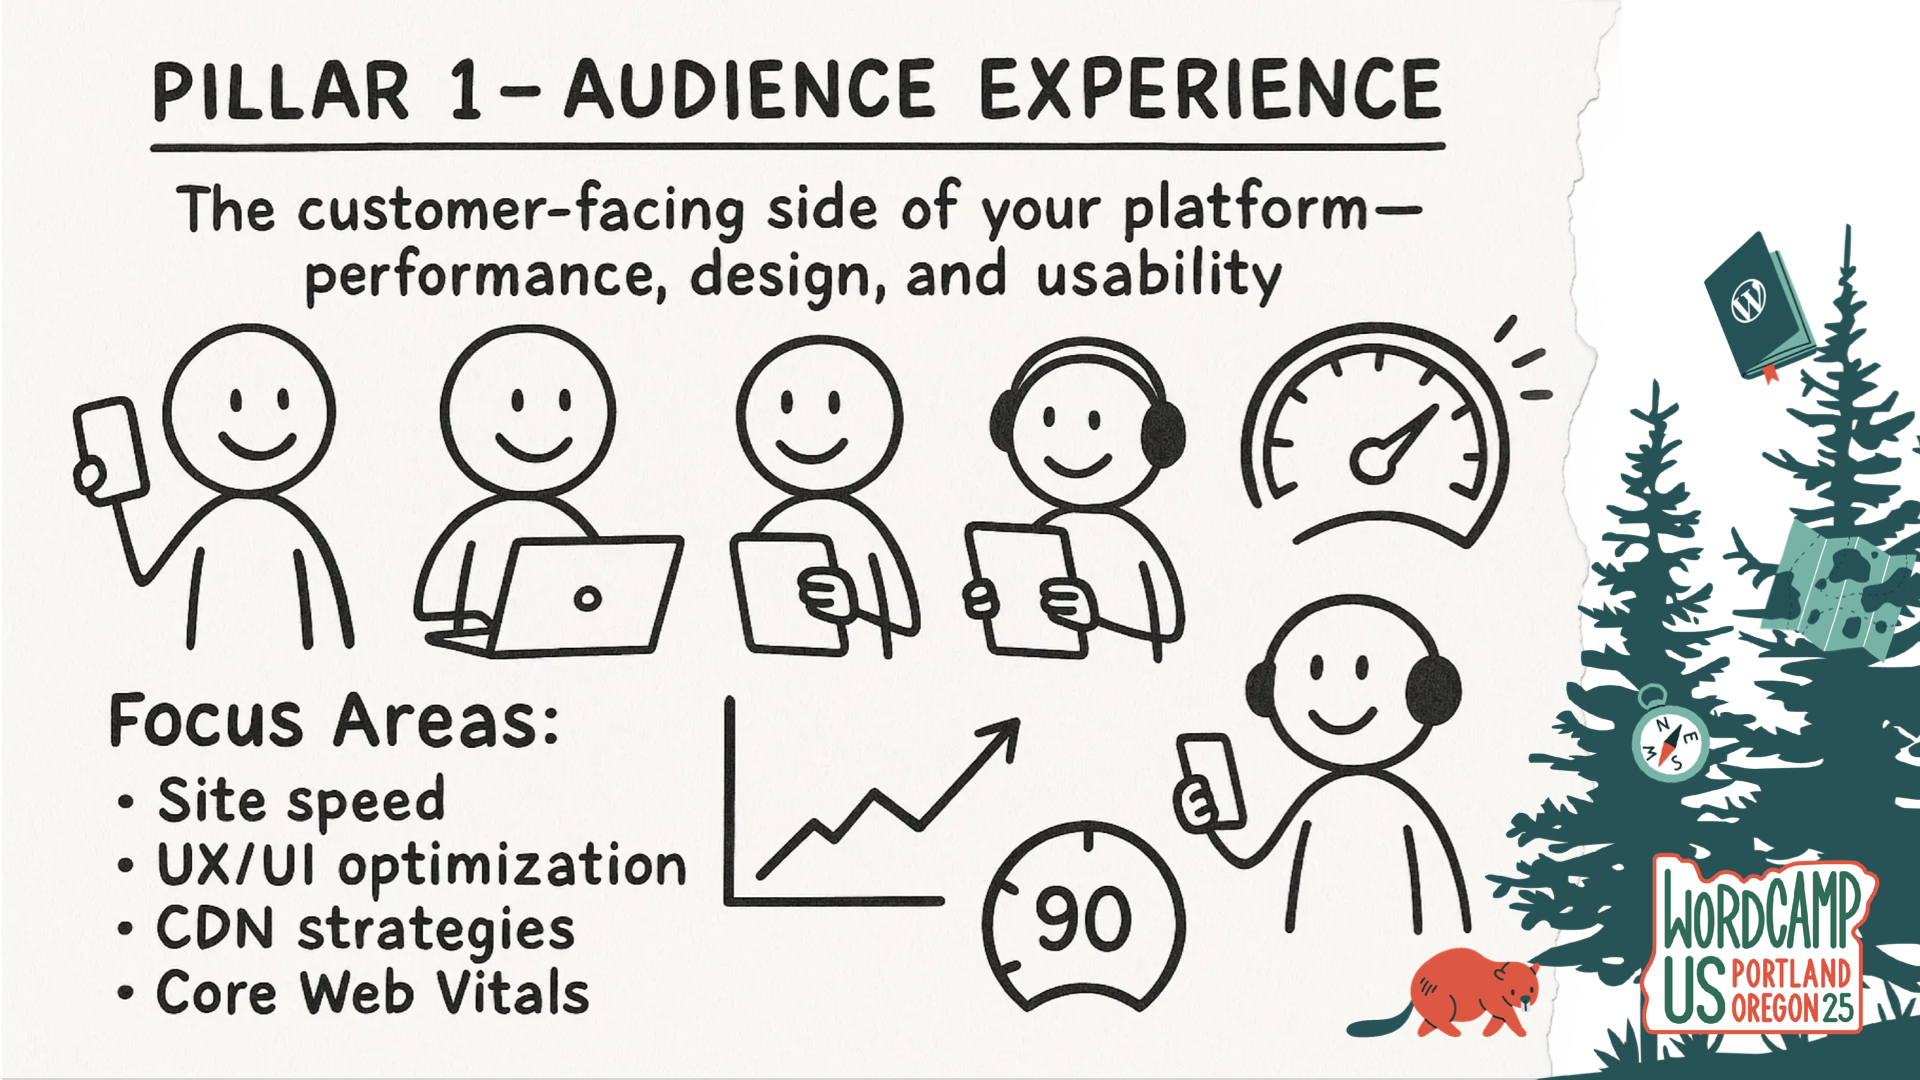 PILLAR 1 – AUDIENCE EXPERIENCE
The customer-facing side of your platform—
performance, design, and usability
Focus Areas:
• Site speed
• UX/UI optimization
• CDN strategies
• Core Web Vitals
90
W
N
E
S
W
WORDCAMP
US PORTLAND
OREGON 25